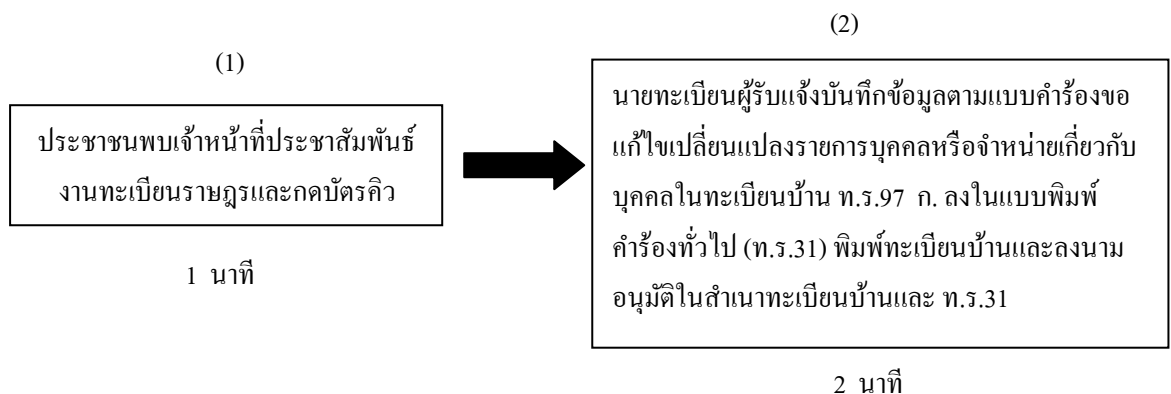 (1)
ประชาชนพบเจ้าหน้าที่ประชาสัมพันธ์
งานทะเบียนราษฎรและกดบัตรคิว
1 นาที
(2)
นายทะเบียนผู้รับแจ้งบันทึกข้อมูลตามแบบคำร้องขอ
แก้ไขเปลี่ยนแปลงรายการบุคคลหรือจำหน่ายเกี่ยวกับ
บุคคลในทะเบียนบ้าน ท.ร.97 ก. ลงในแบบพิมพ์
คำร้องทั่วไป (ท.ร.31) พิมพ์ทะเบียนบ้านและลงนาม
อนุมัติในสำเนาทะเบียนบ้านและ ท.ร.31
2 นาที